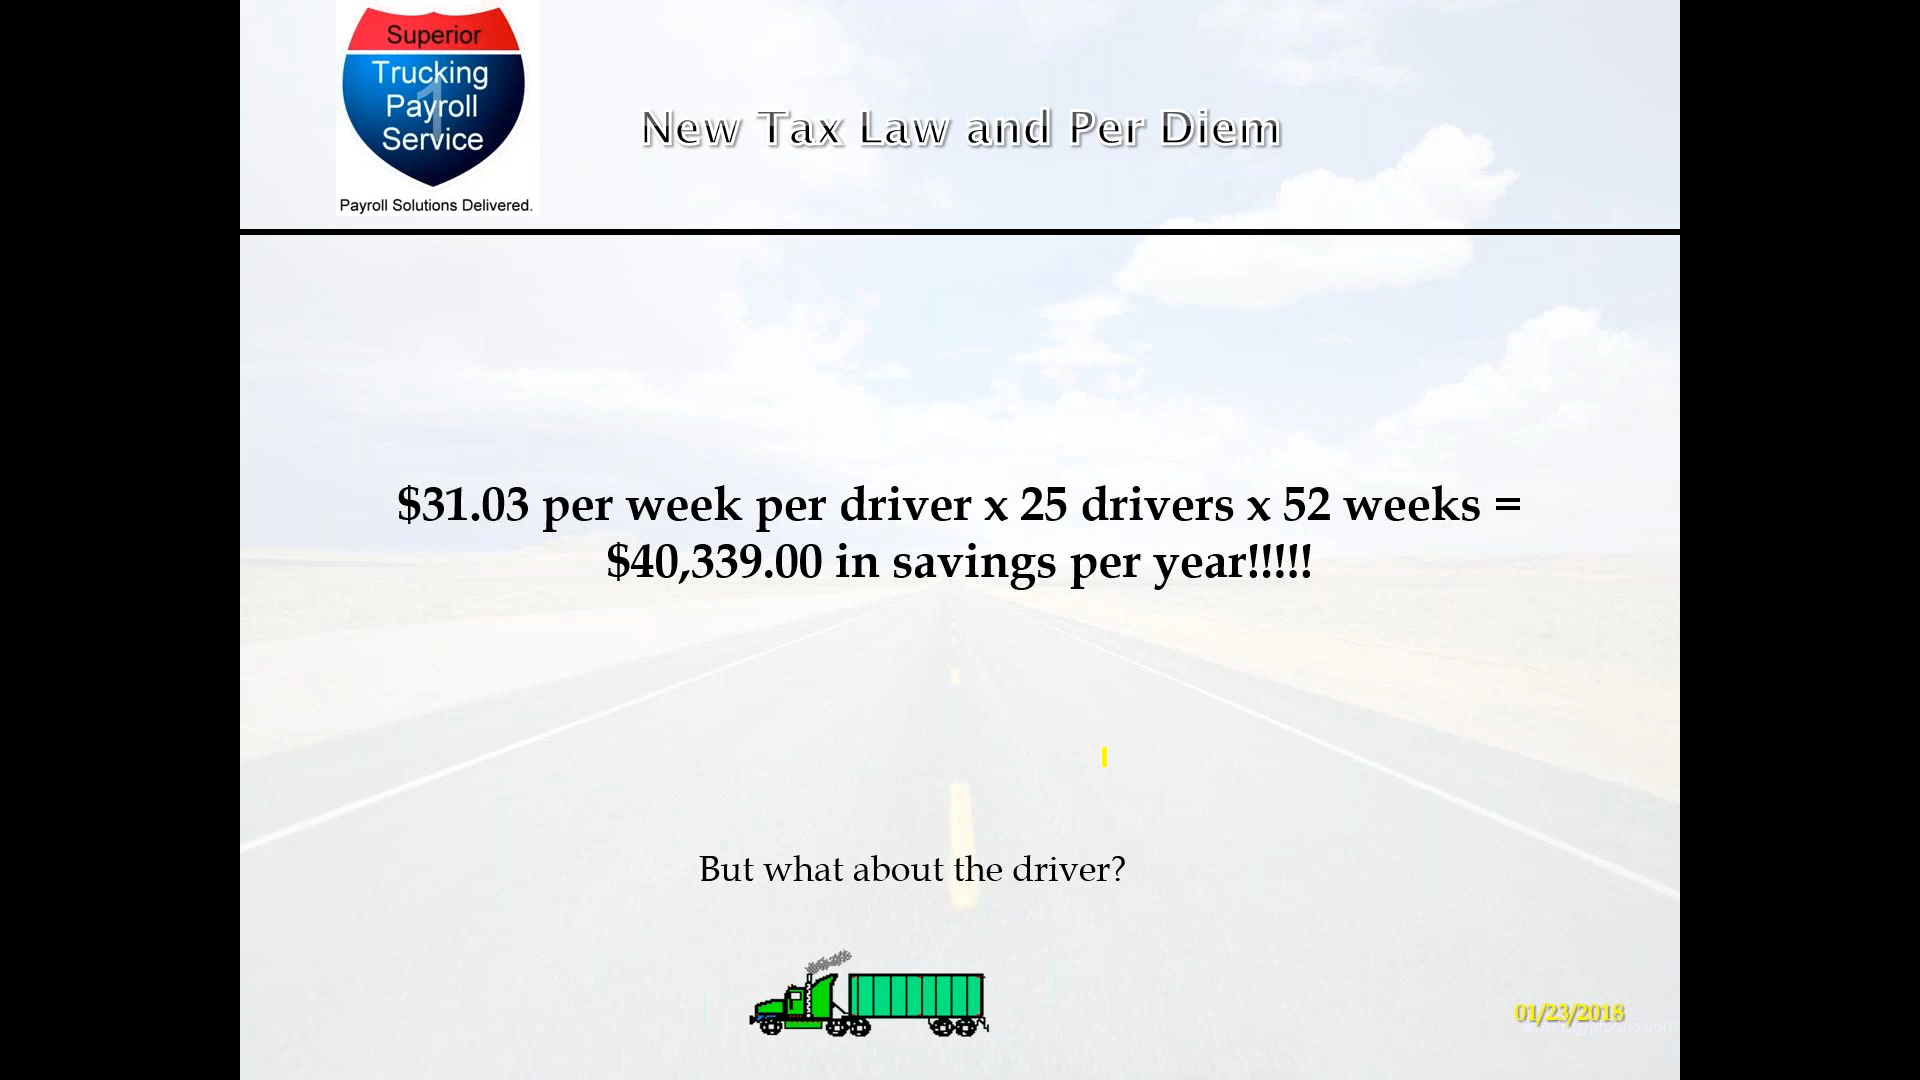 Superior
Trucking
Payroll
Service
1
Payroll Solutions Delivered.
New Tax Law and Per Diem
$31.03 per week per driver x 25 drivers x 52 weeks =
$40,339.00 in savings per year!!!!!
But what about the driver?
01/23/2018